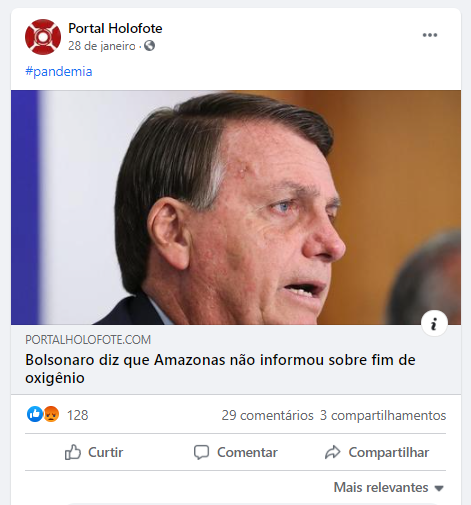 Portal Holofote
28 de janeiro ·
#pandemia
PORTALHOLOFOTE.COM
Bolsonaro diz que Amazonas não informou sobre fim de
oxigênio
128
29 comentários 3 compartilhamentos
Curtir
Comentar
Compartilhar
Mais relevantes